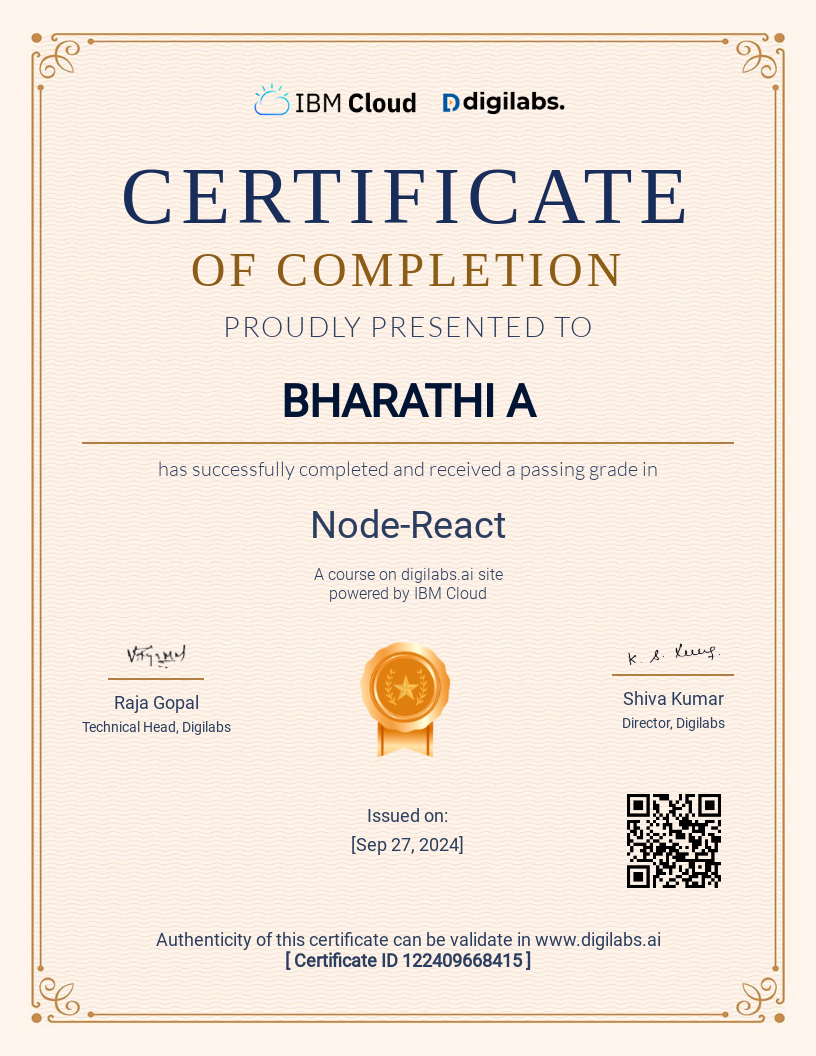 IBM Cloud digilabs.
CERTIFICATE
OF COMPLETION
PROUDLY PRESENTED TO
BHARATHI A
has successfully completed and received a passing grade in
Node-React
A course on digilabs.ai site
powered by IBM Cloud
Raja Gopal
Technical Head, Digilabs
K. S. Kumar.
Shiva Kumar
Director, Digilabs
Issued on:
[Sep 27, 2024]
Authenticity of this certificate can be validate in www.digilabs.ai
[ Certificate ID 122409668415 ]